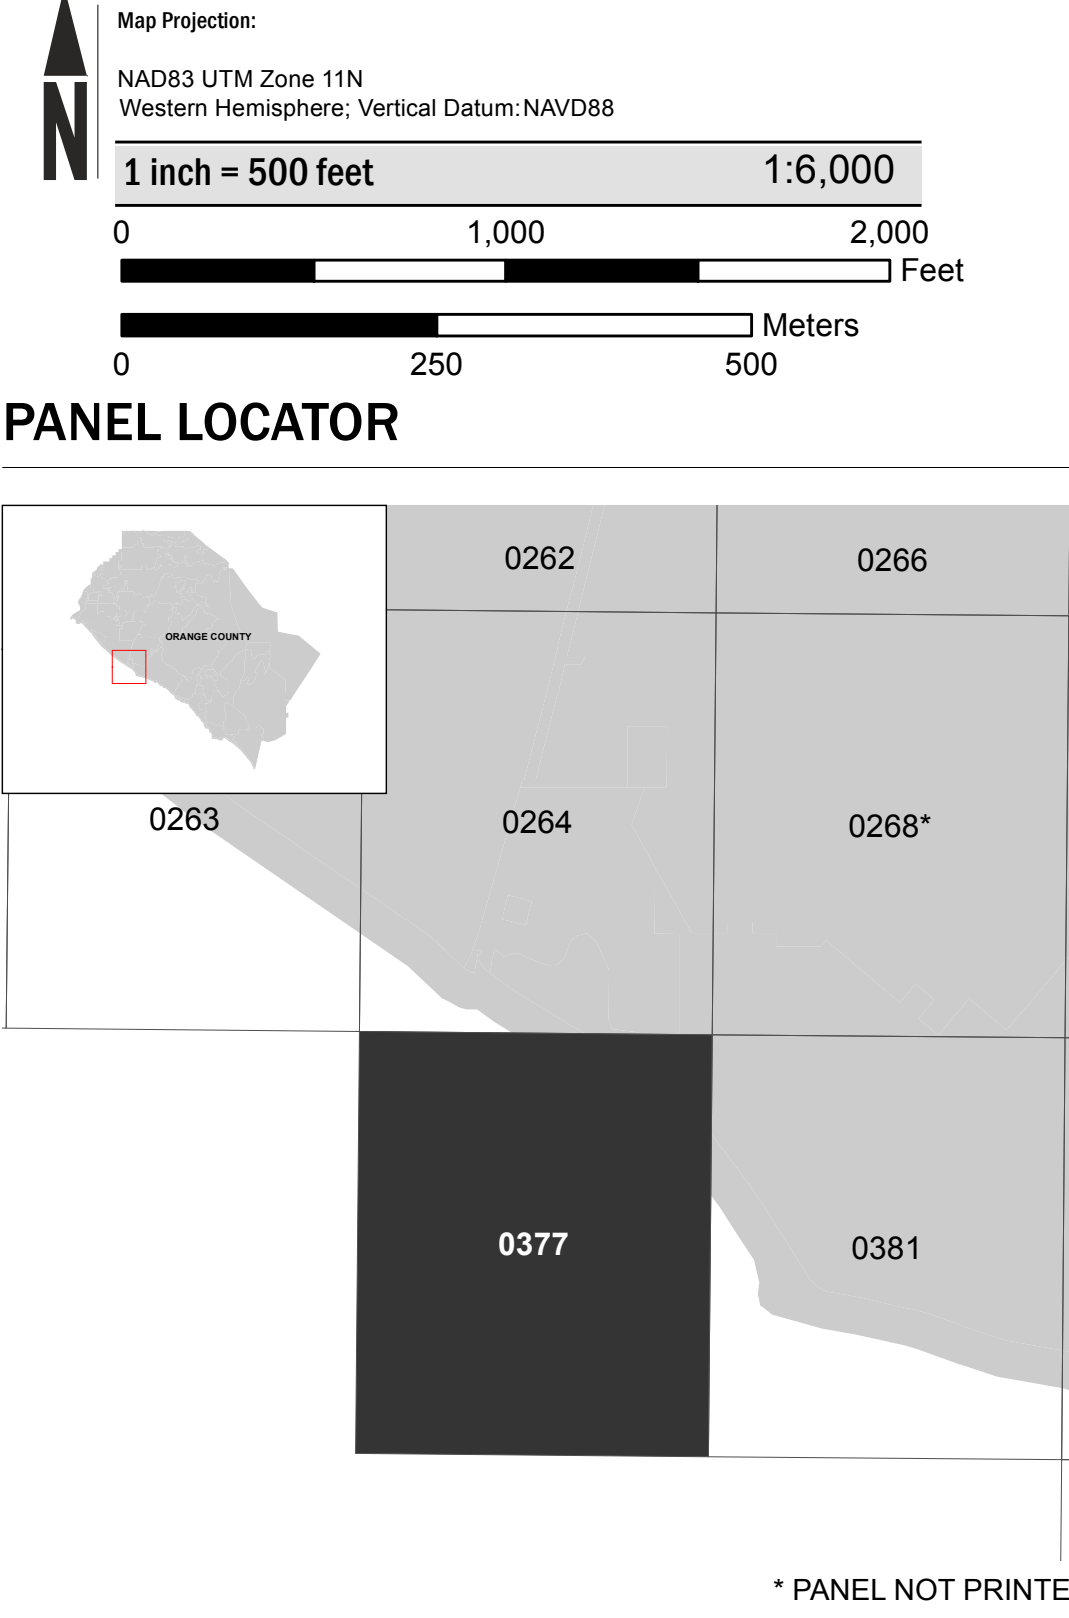 Map Projection:
NAD83 UTM Zone 11N
Western Hemisphere; Vertical Datum: NAVD88
N
1 inch = 500 feet 1:6,000
0 1,000 2,000
Feet
Meters
0 250 500
PANEL LOCATOR
ORANGE COUNTY
0262 0266
0263 0264 0268*
0377 0381
* PANEL NOT PRINTE